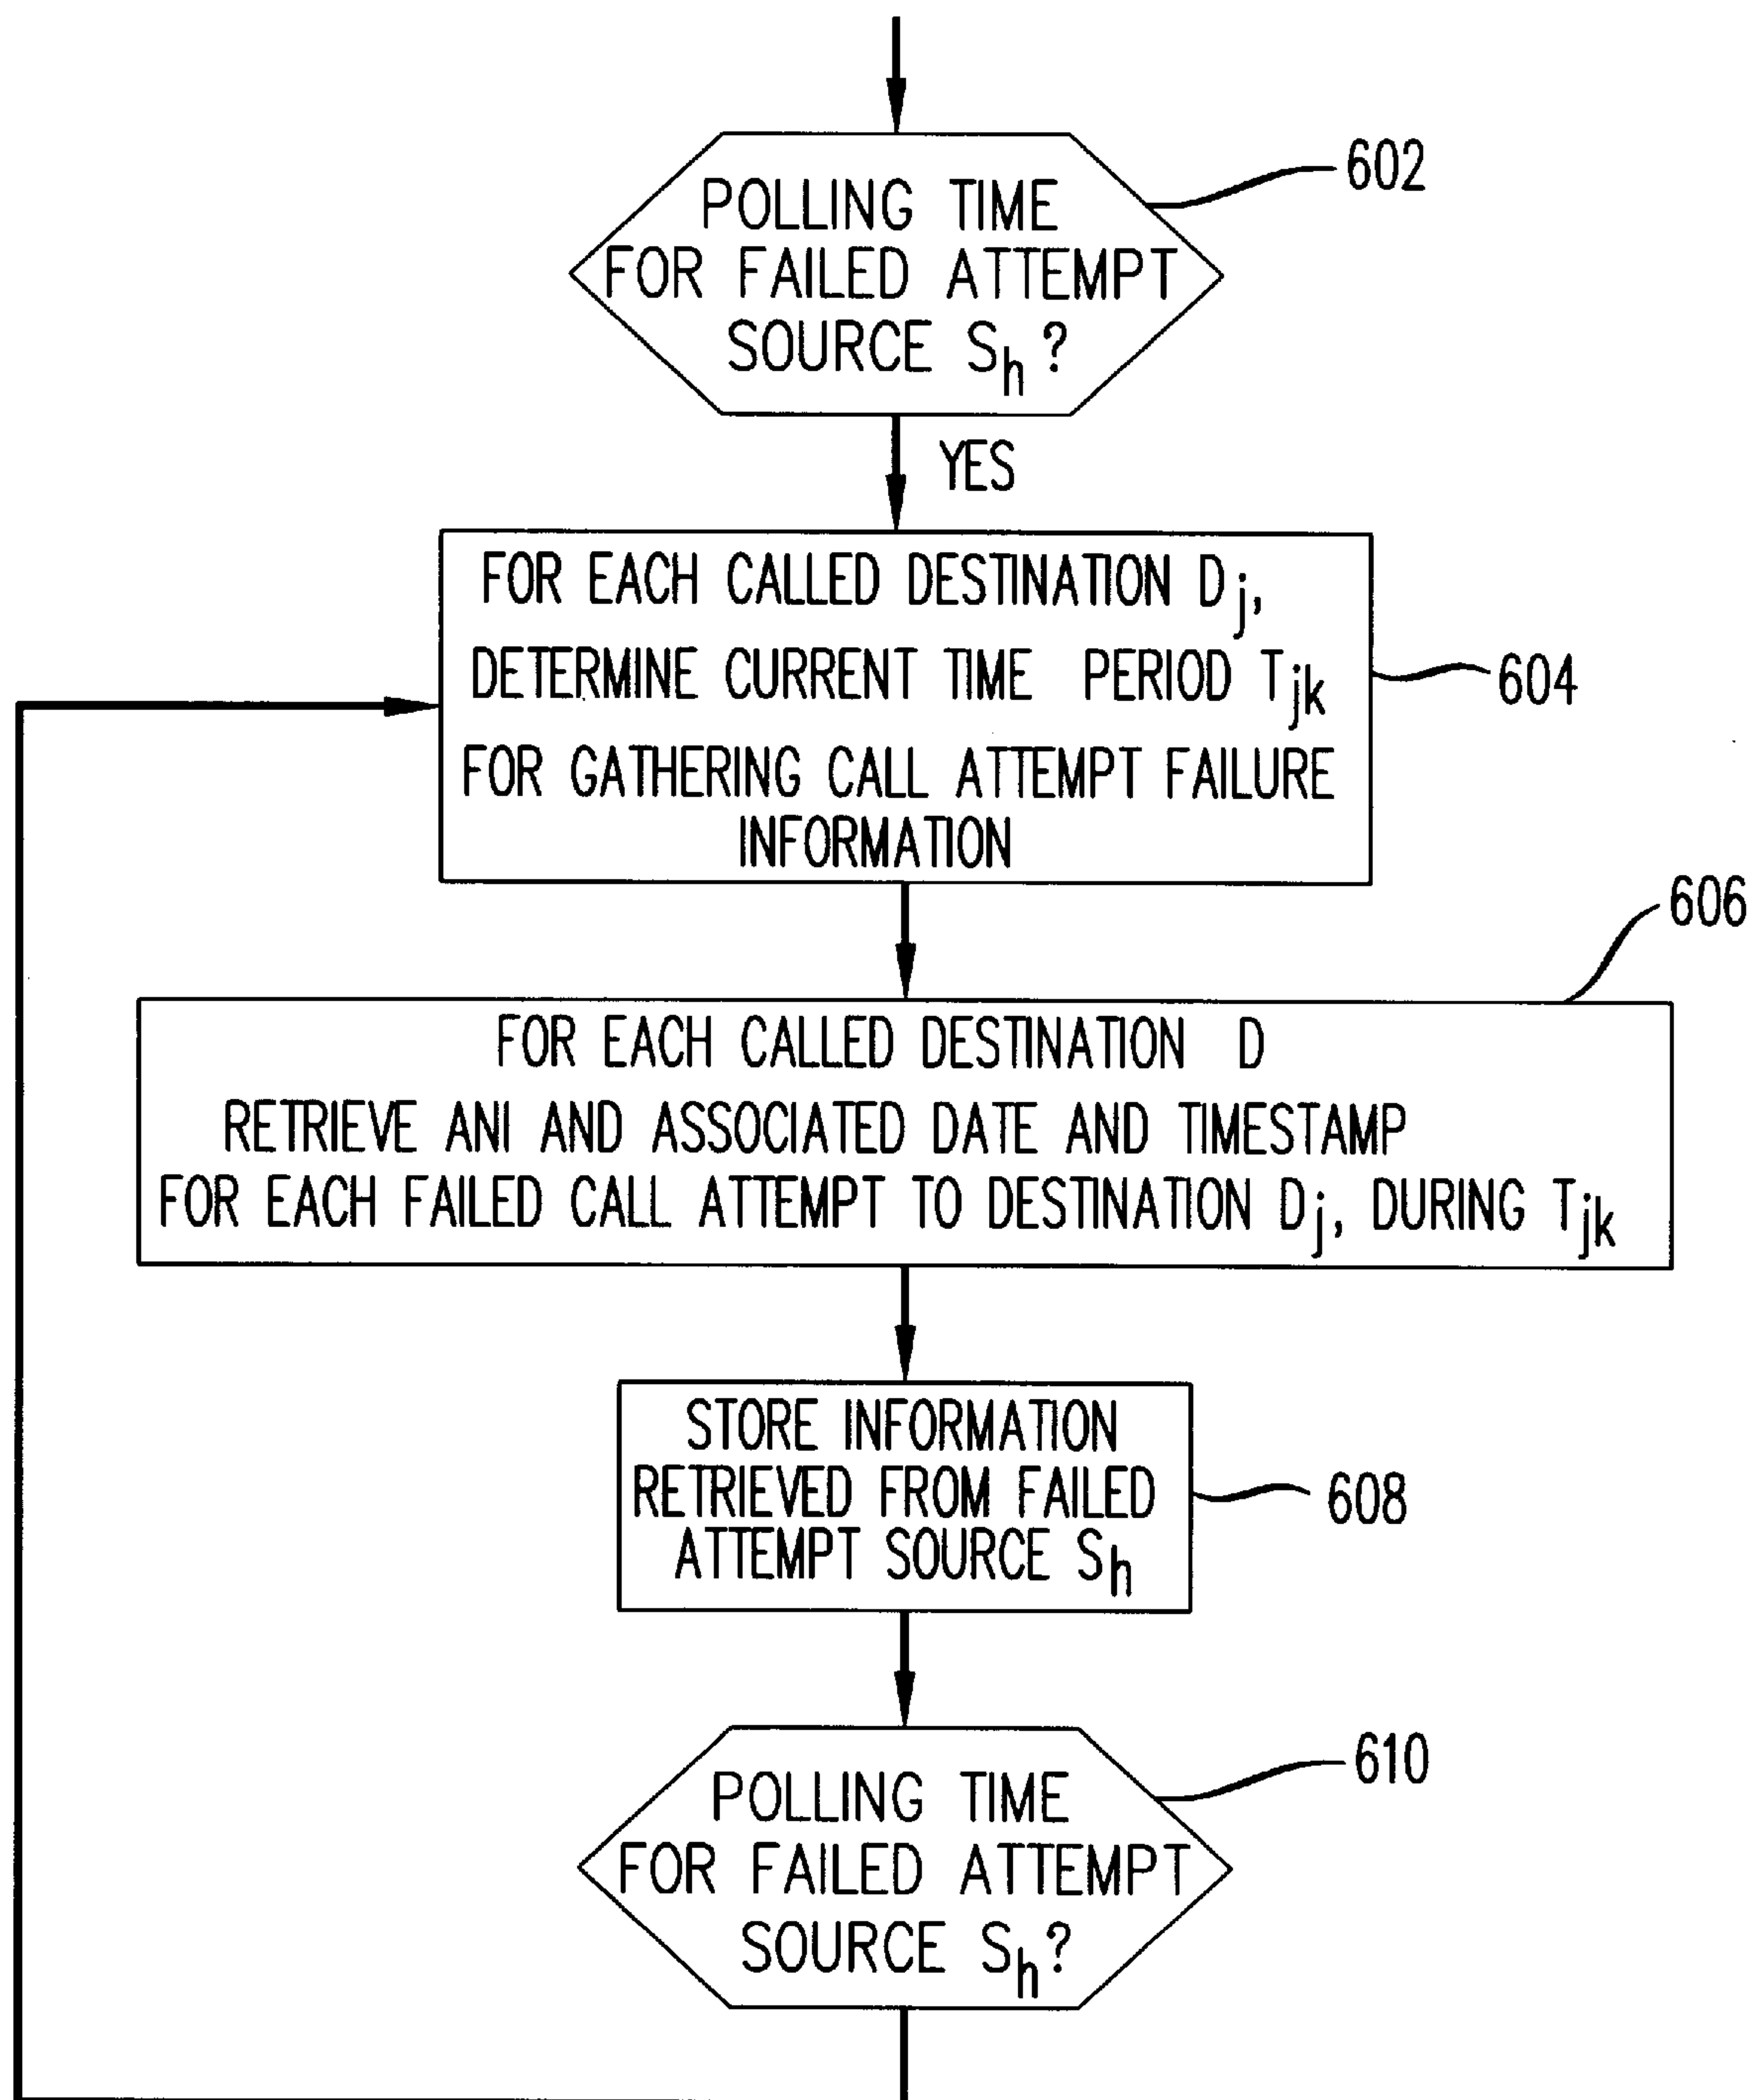 POLLING TIME
FOR FAILED ATTEMPT
SOURCE Sh ?
602
YES
FOR EACH CALLED DESTINATION Dj,
DETERMINE CURRENT TIME PERIOD Tjk
FOR GATHERING CALL ATTEMPT FAILURE
INFORMATION
604
606
FOR EACH CALLED DESTINATION D
RETRIEVE ANI AND ASSOCIATED DATE AND TIMESTAMP
FOR EACH FAILED CALL ATTEMPT TO DESTINATION Dj, DURING Tjk
STORE INFORMATION
RETRIEVED FROM FAILED
ATTEMPT SOURCE Sh
608
POLLING TIME
FOR FAILED ATTEMPT
SOURCE Sh?
610